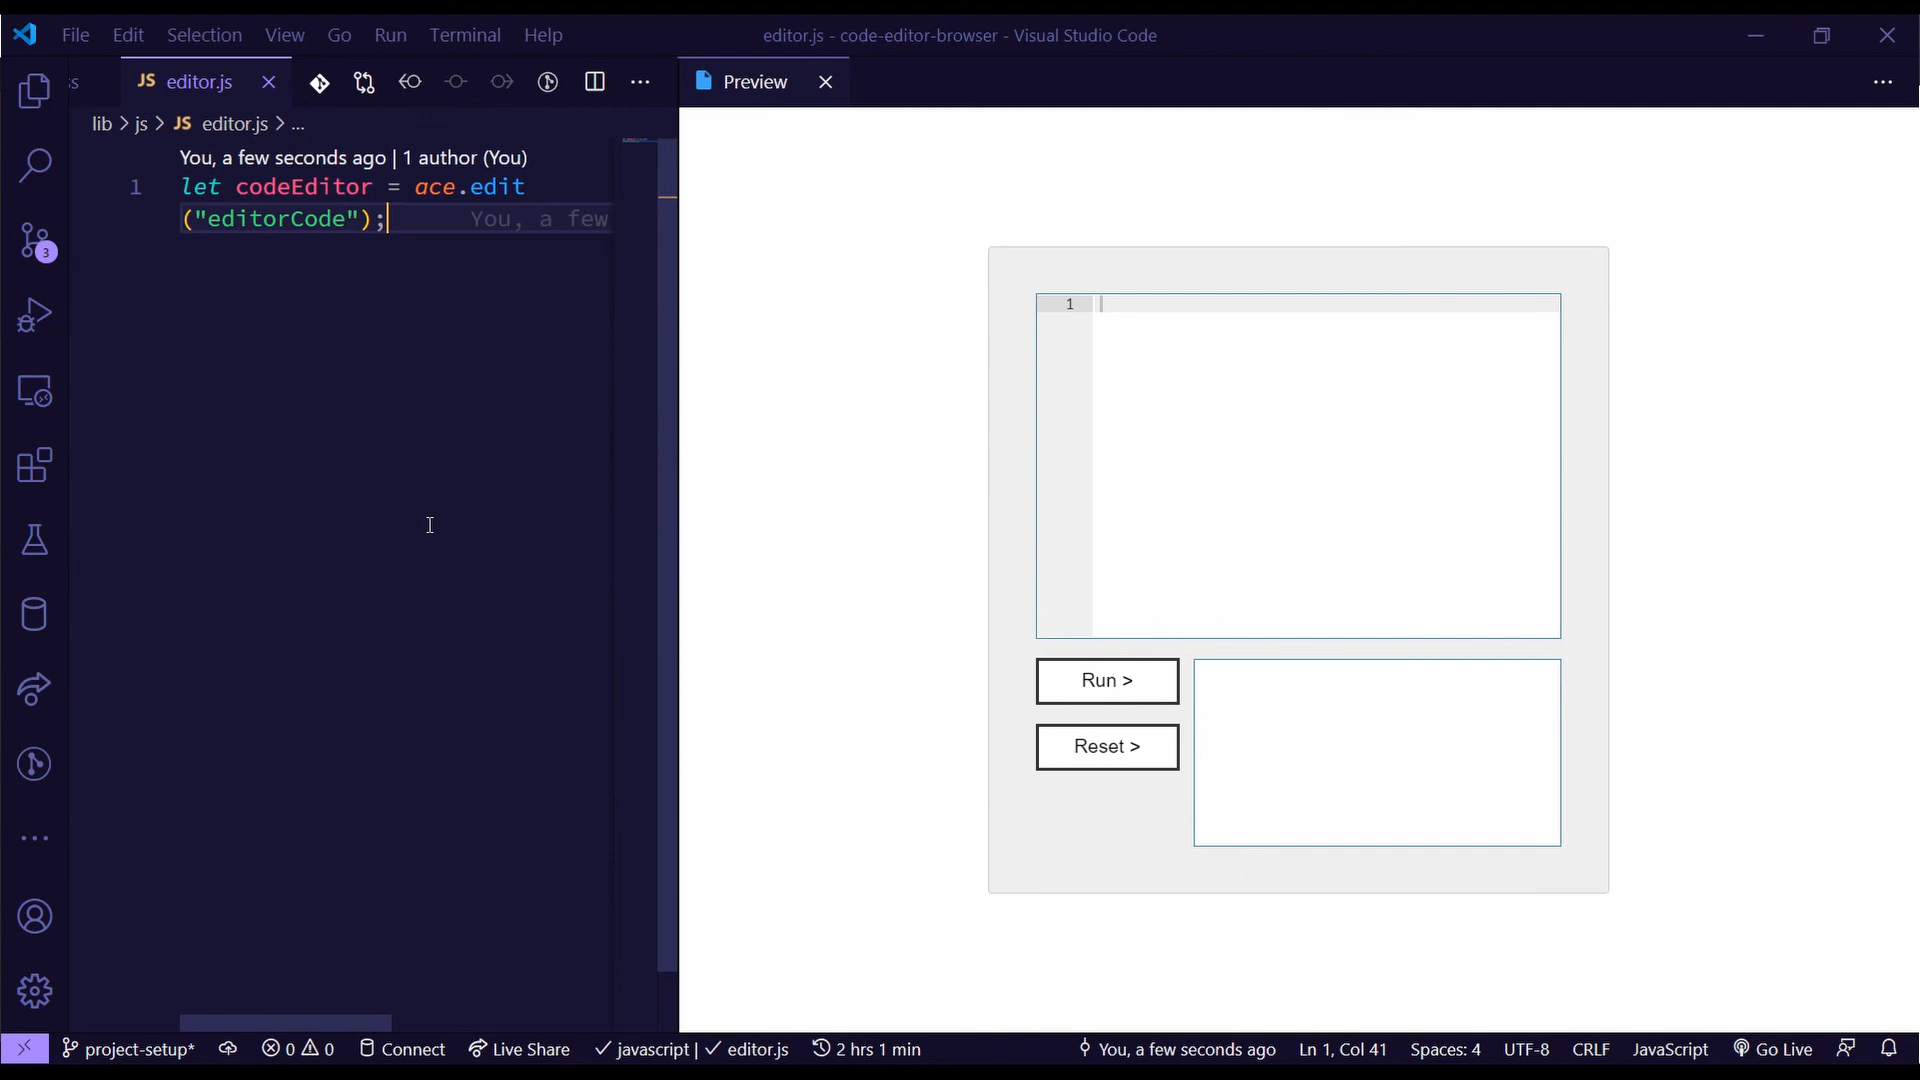 File Edit Selection View Go Run Terminal Help
editor.js - code-editor-browser - Visual Studio Code
ss JS editor.js
Preview
lib > js > JS editor.js > ...
You, a few seconds ago | 1 author (You)
1 let codeEditor = ace.edit
("editorCode"); You, a few
3
1
Run >
Reset >
project-setup* 0 0 Connect Live Share javascript | editor.js 2 hrs 1 min You, a few seconds ago Ln 1, Col 41 Spaces: 4 UTF-8 CRLF JavaScript Go Live